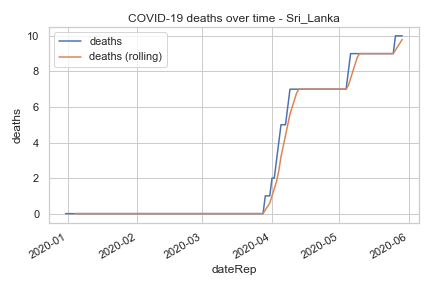 COVID-19 deaths over time - Sri_Lanka
deaths
deaths (rolling)
10
8
6
4
2
0
deaths
2020-01
2020-02
2020-03
2020-04
2020-05
2020-06
dateRep